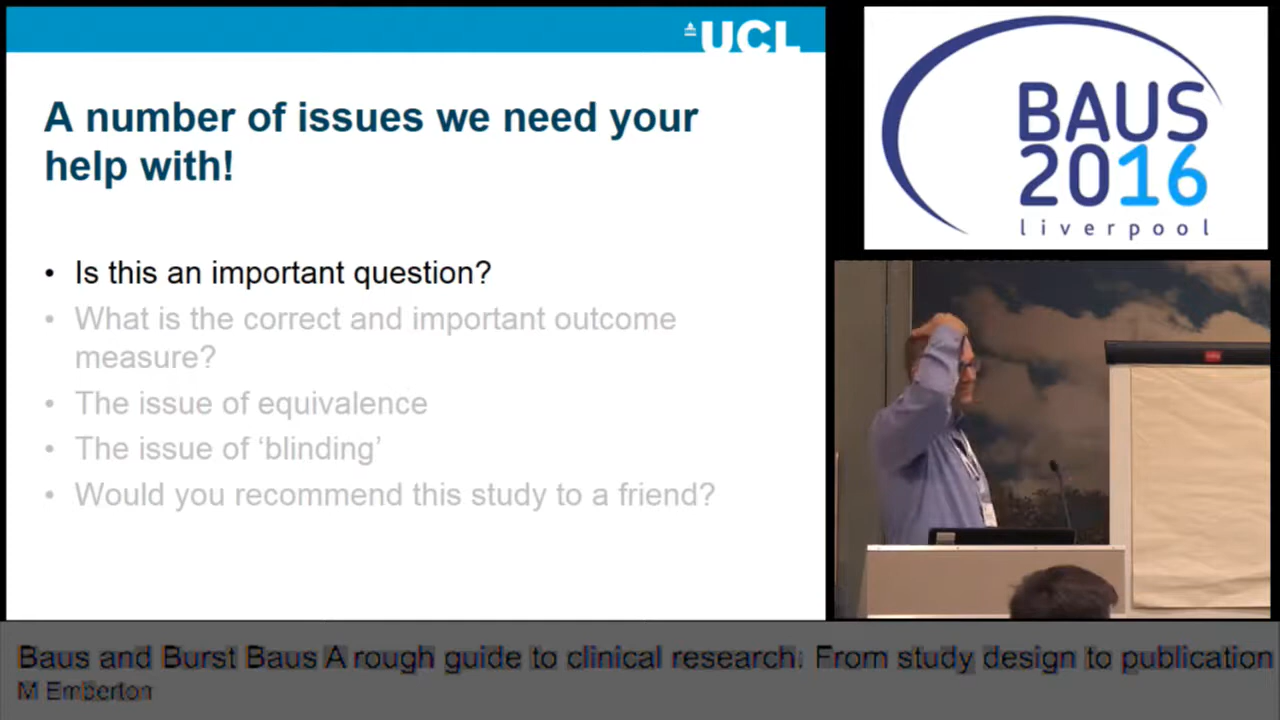 UCL
A number of issues we need your
help with!
• Is this an important question?
• What is the correct and important outcome
measure?
• The issue of equivalence
• The issue of ‘blinding’
• Would you recommend this study to a friend?
BAUS
2016
liverpool
Baus and Burst Baus A rough guide to clinical research: From study design to publication
M Emberton